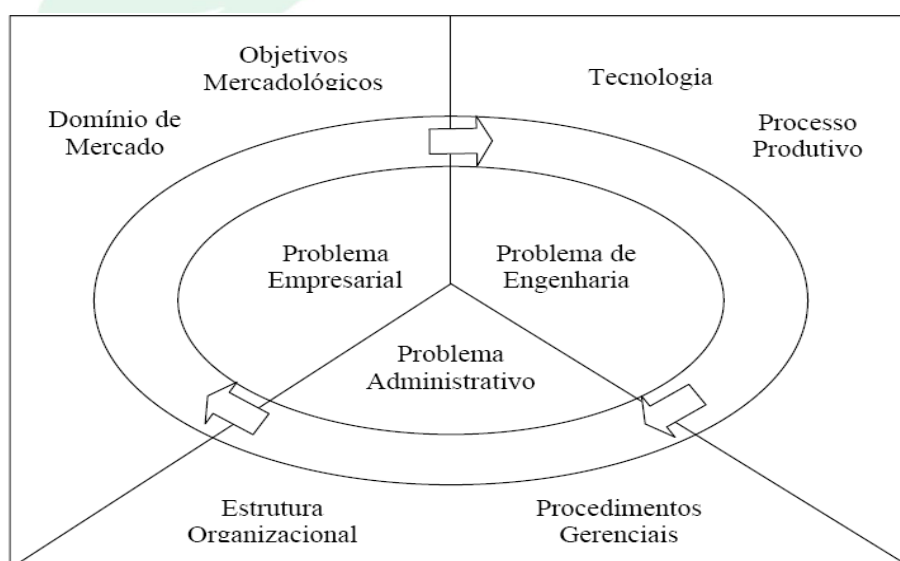 Objetivos
Mercadológicos
Tecnologia
Domínio de
Mercado
Processo
Produtivo
Problema
Empresarial
Problema de
Engenharia
Problema
Administrativo
Estrutura
Organizacional
Procedimentos
Gerenciais